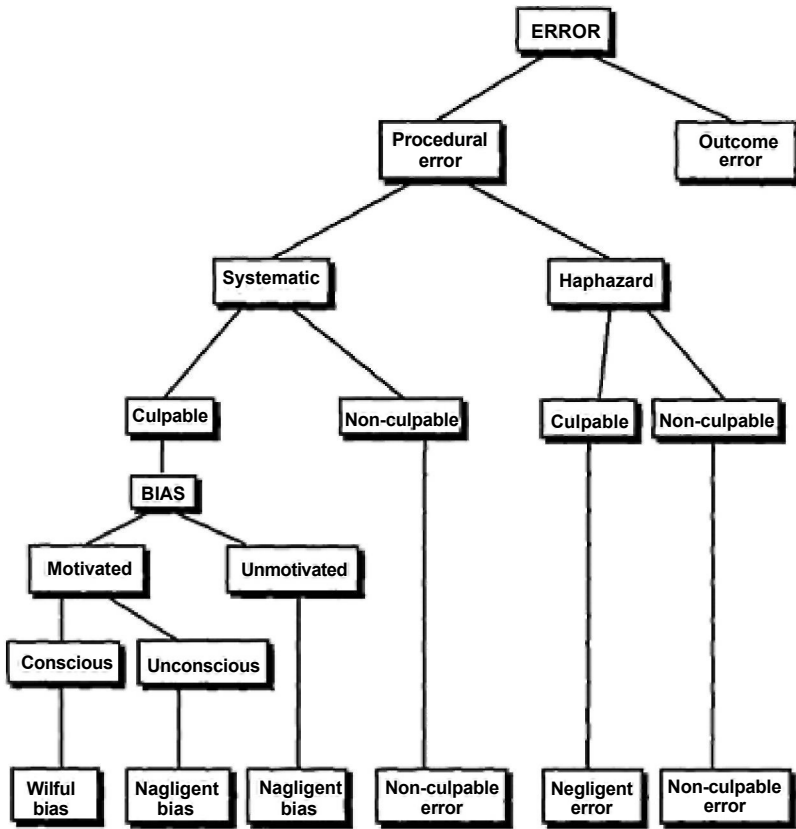 ERROR
Procedural
error
Outcome
error
Systematic
Haphazard
Culpable
Non-culpable
Culpable
Non-culpable
BIAS
Motivated
Unmotivated
Conscious
Unconscious
Wilful
bias
Nagligent
bias
Nagligent
bias
Non-culpable
error
Negligent
error
Non-culpable
error